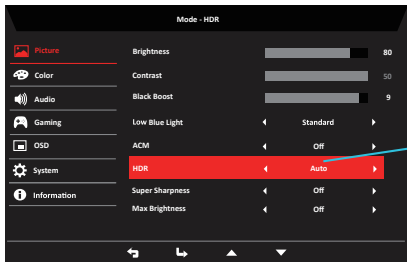 Mode - HDR
Picture
Brightness 80
Color
Contrast 50
Audio
Black Boost 9
Gaming
Low Blue Light Standard
OSD
ACM Off
System
HDR Auto
Information
Super Sharpness Off
Max Brightness Off